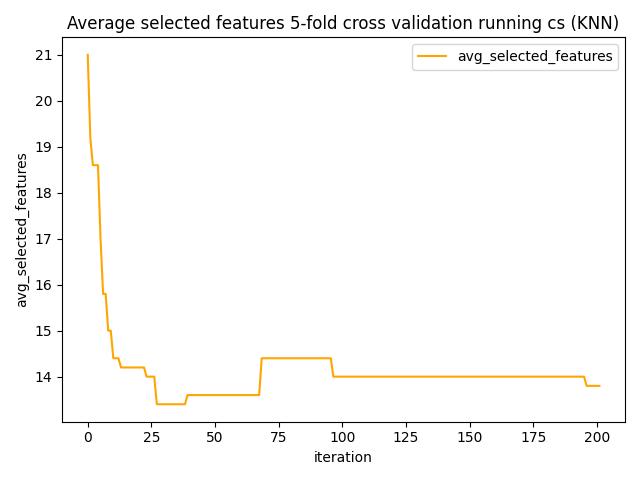 Average selected features 5-fold cross validation running cs (KNN)
avg_selected_features
21
20
19
18
17
16
15
14
avg_selected_features
0 25 50 75 100 125 150 175 200
iteration